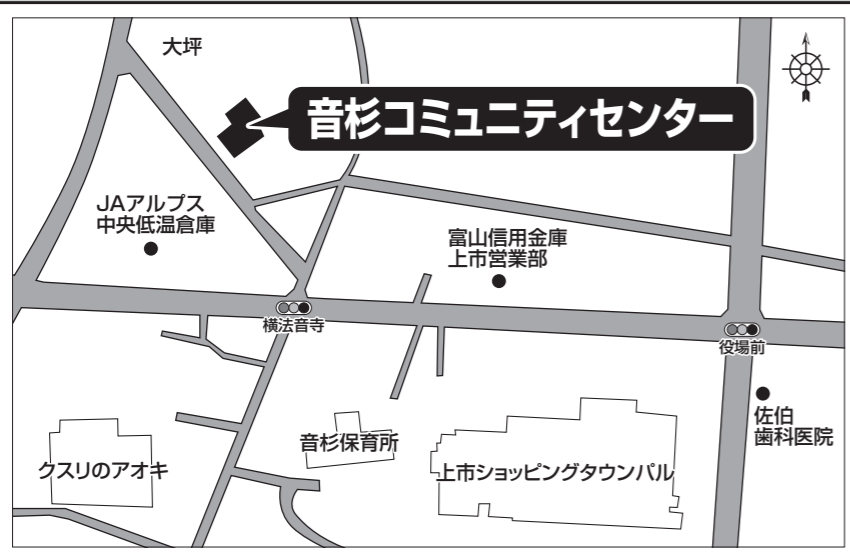 大坪
音杉コミュニティセンター
JAアルプス
中央低温倉庫
富山信用金庫
上市営業部
横法音寺
役場前
佐伯
歯科医院
音杉保育所
クスリのアオキ
上市ショッピングタウンパル